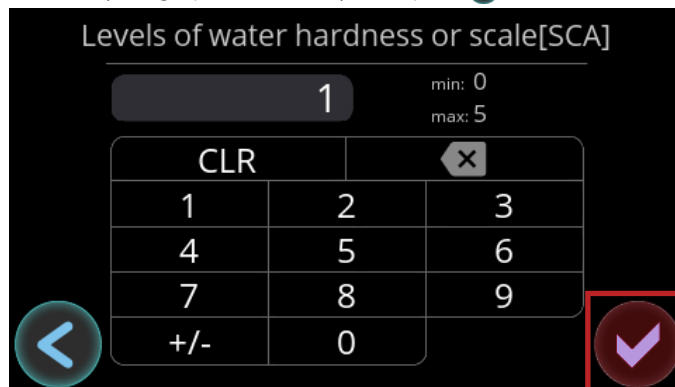 Levels of water hardness or scale[SCA]
1
min: 0
max: 5
CLR
1 2 3
4 5 6
7 8 9
+/- 0